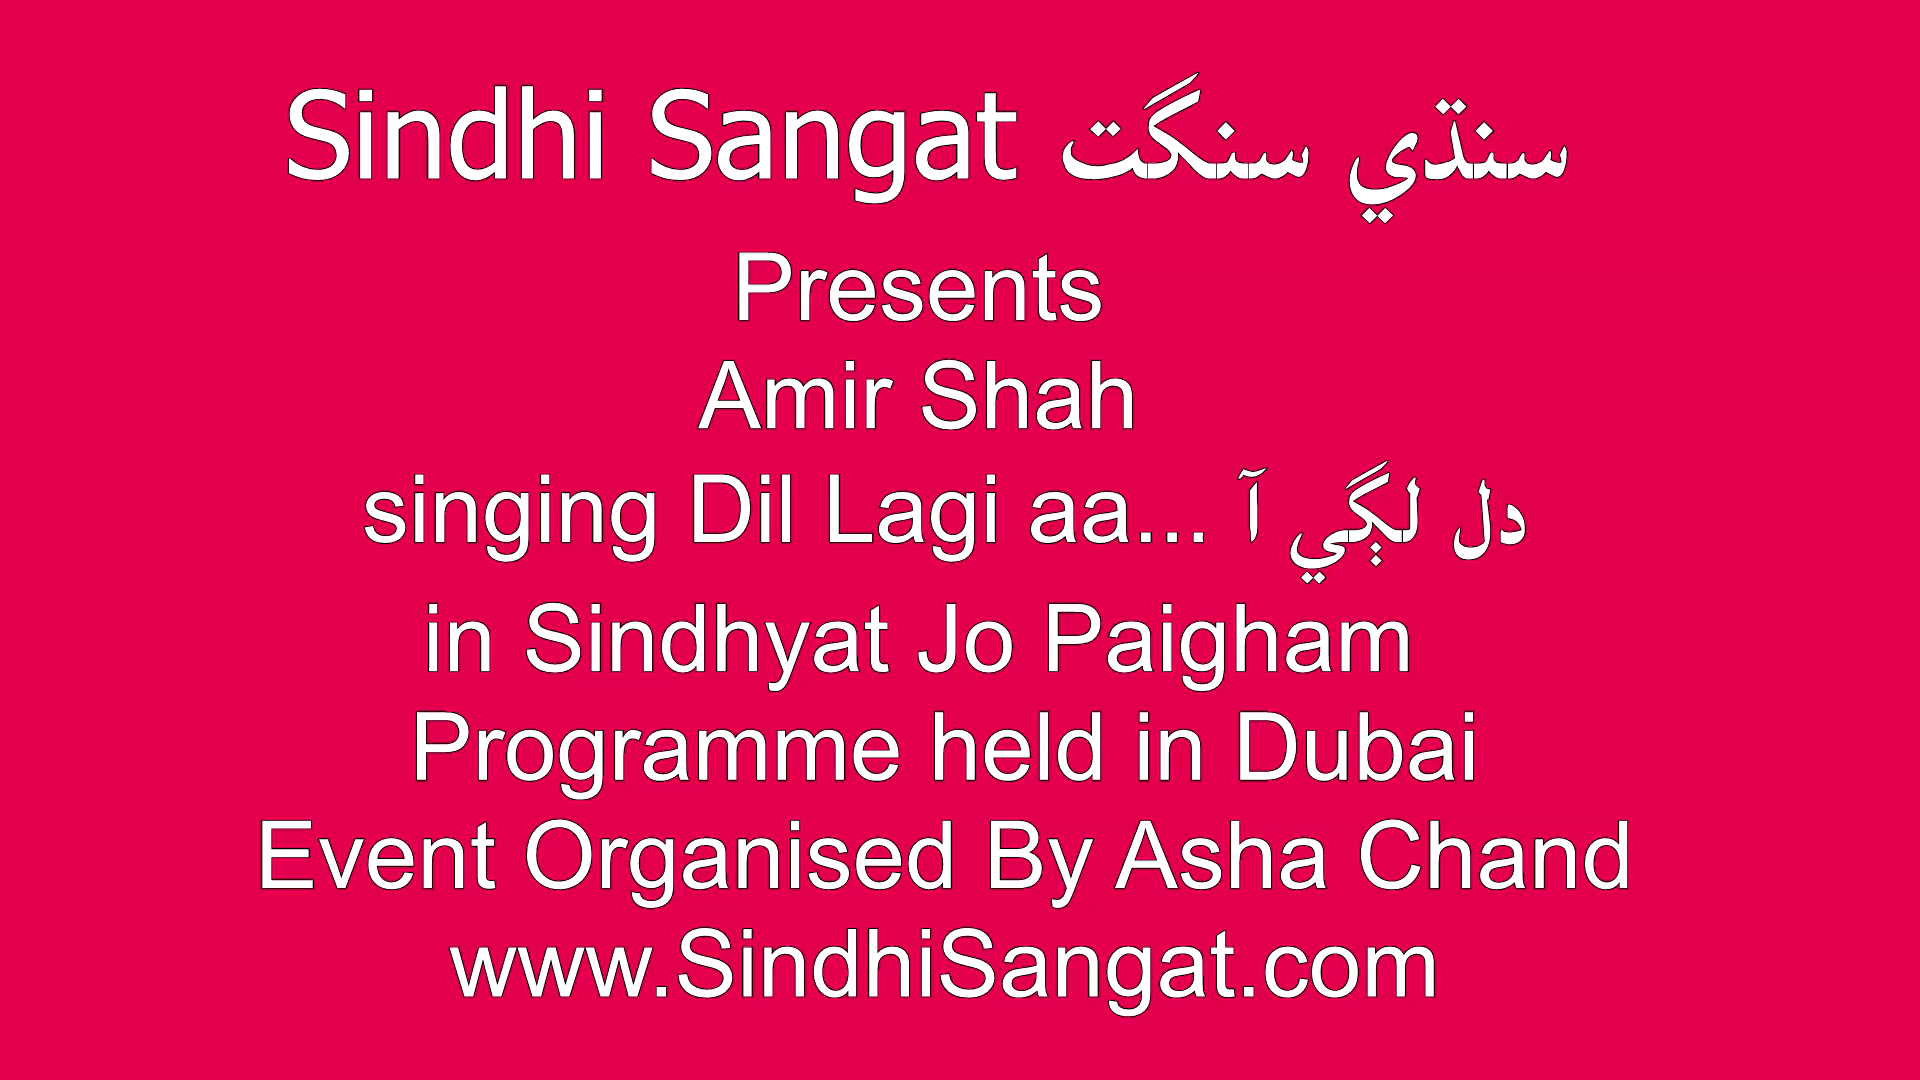 Sindhi Sangat سنڌي سنگت
Presents
Amir Shah
singing Dil Lagi aa... دل لڳي آ
in Sindhyat Jo Paigham
Programme held in Dubai
Event Organised By Asha Chand
www.SindhiSangat.com